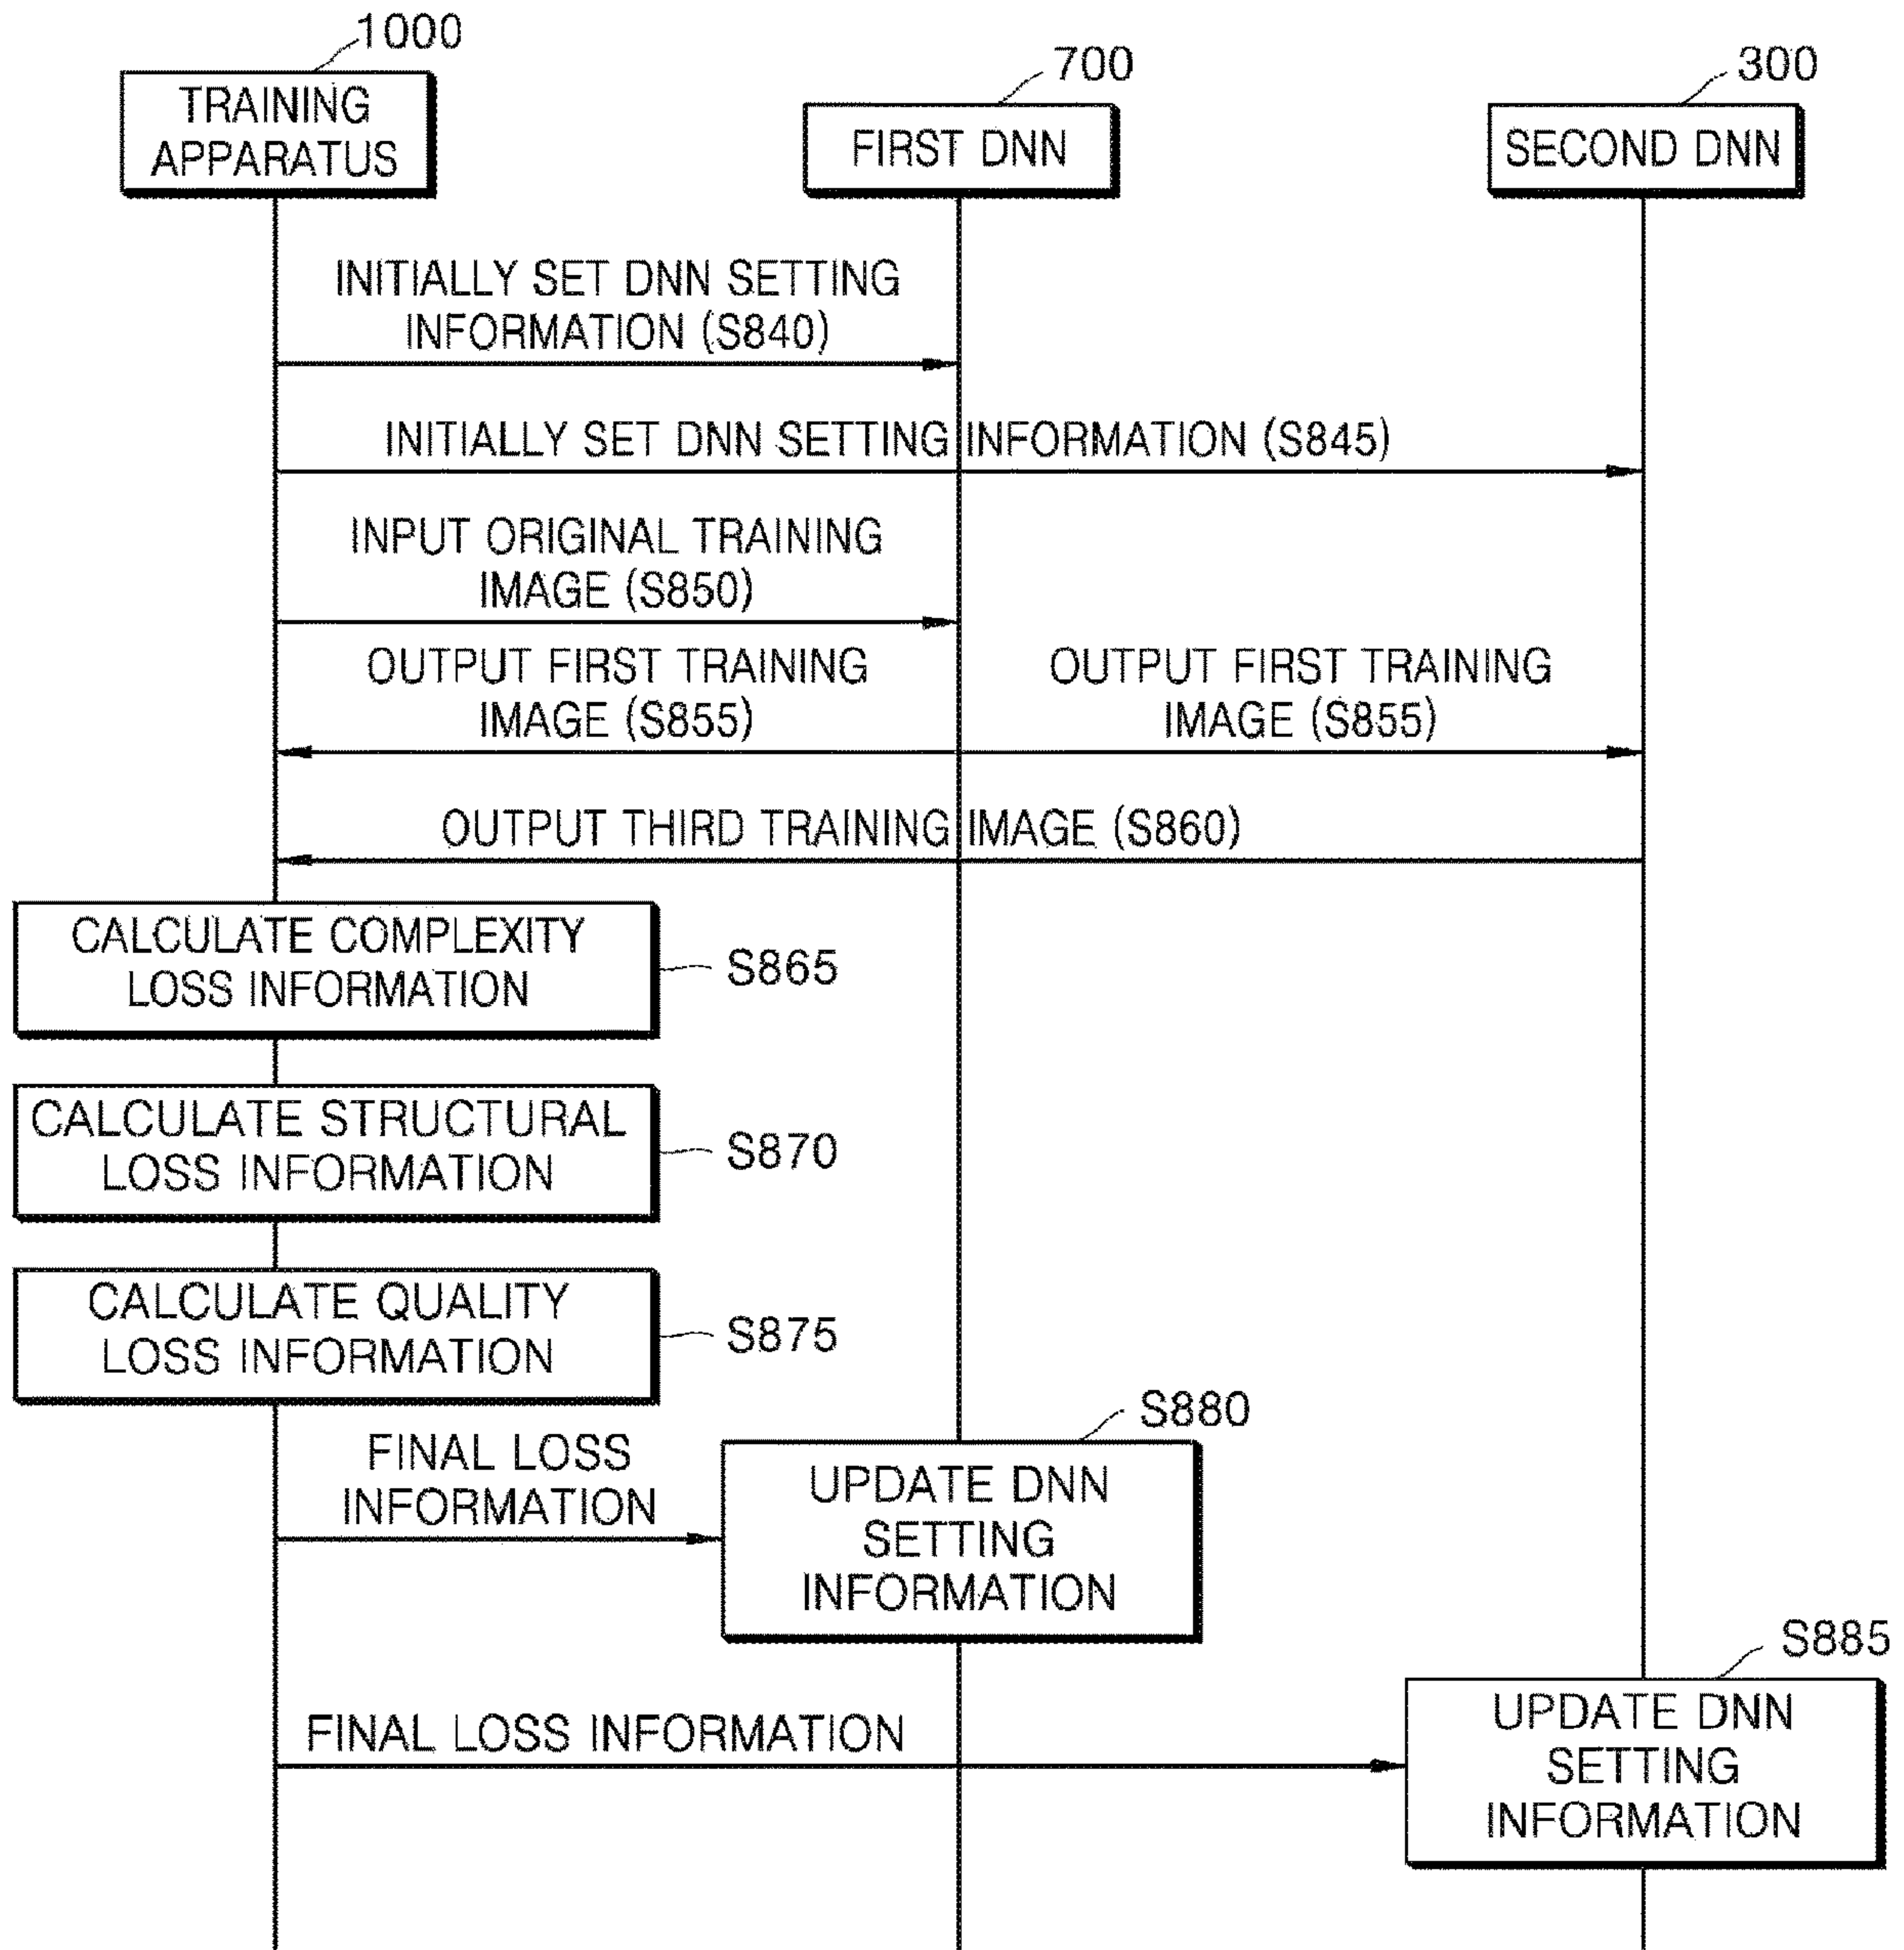 1000
700
300
TRAINING
APPARATUS
FIRST DNN
SECOND DNN
INITIALLY SET DNN SETTING
INFORMATION (S840)
INITIALLY SET DNN SETTING INFORMATION (S845)
INPUT ORIGINAL TRAINING
IMAGE (S850)
OUTPUT FIRST TRAINING
IMAGE (S855)
OUTPUT FIRST TRAINING
IMAGE (S855)
OUTPUT THIRD TRAINING IMAGE (S860)
CALCULATE COMPLEXITY
LOSS INFORMATION
S865
CALCULATE STRUCTURAL
LOSS INFORMATION
S870
CALCULATE QUALITY
LOSS INFORMATION
S875
FINAL LOSS
INFORMATION
S880
UPDATE DNN
SETTING
INFORMATION
FINAL LOSS INFORMATION
S885
UPDATE DNN
SETTING
INFORMATION